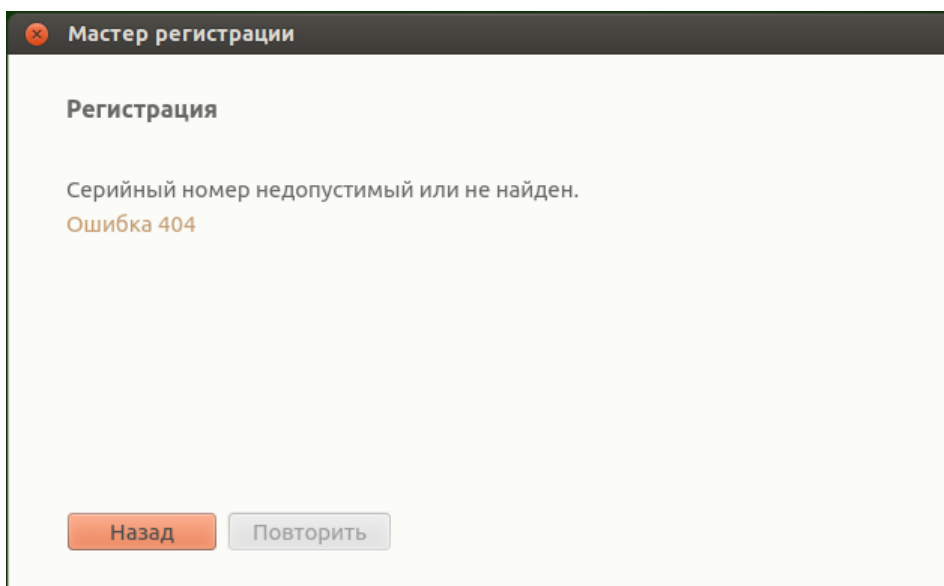 Мастер регистрации
Регистрация
Серийный номер недопустимый или не найден.
Ошибка 404
Назад Повторить